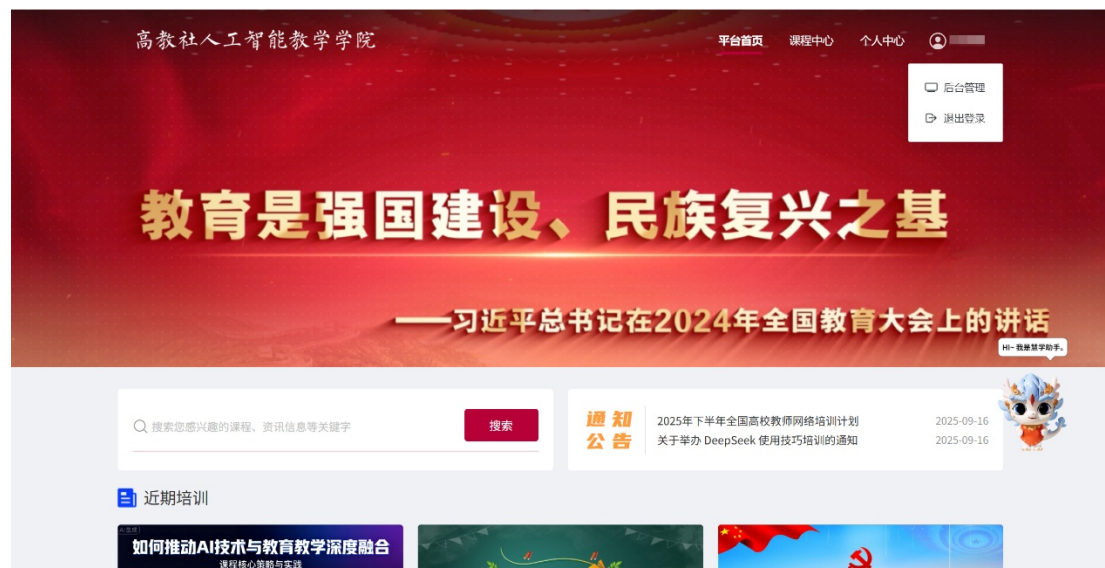 高教社人工智能教学学院
平台首页 课程中心 个人中心
后台管理
退出登录
教育是强国建设、民族复兴之基
——习近平总书记在2024年全国教育大会上的讲话
HI~ 我是慧学助手。
搜索您感兴趣的课程、资讯信息等关键字
搜索
通知
公告
2025年下半年全国高校教师网络培训计划 2025-09-16
关于举办 DeepSeek 使用技巧培训的通知 2025-09-16
近期培训
如何推动AI技术与教育教学深度融合
课程核心策略与实践